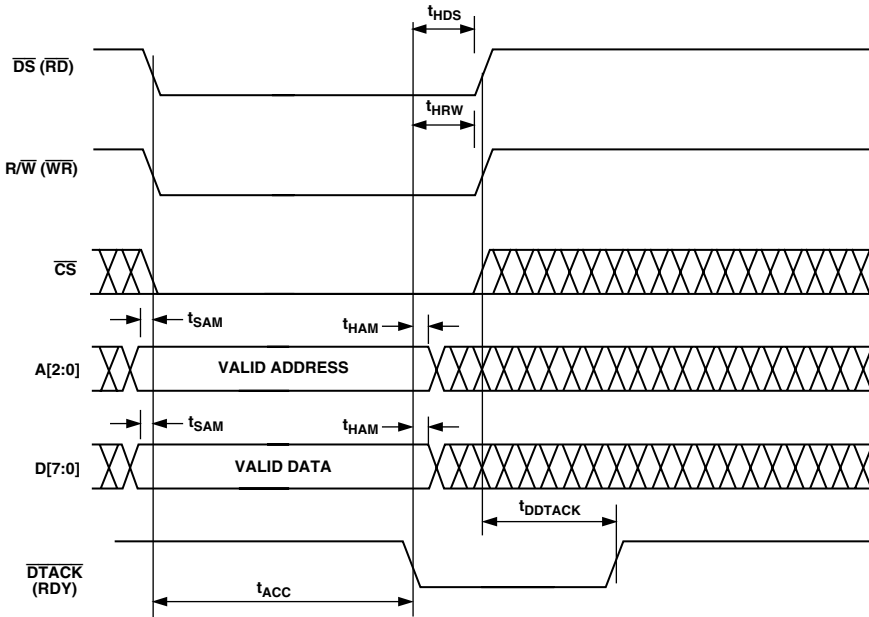 tHDS
DS (RD)
tHRW
R/W (WR)
CS
tSAM
tHAM
A[2:0]
VALID ADDRESS
tSAM
tHAM
D[7:0]
VALID DATA
tDDTACK
DTACK
(RDY)
tACC